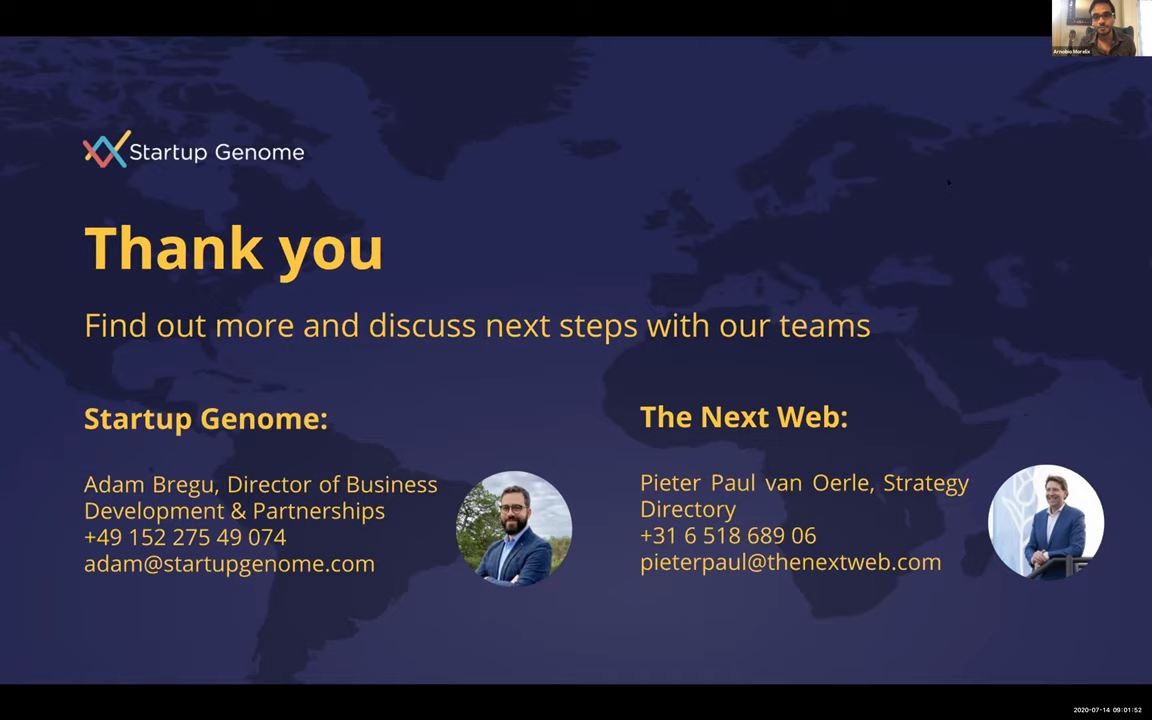 Arnobio Morelix
Startup Genome
Thank you
Find out more and discuss next steps with our teams
Startup Genome:
Adam Bregu, Director of Business
Development & Partnerships
+49 152 275 49 074
adam@startupgenome.com
The Next Web:
Pieter Paul van Oerle, Strategy
Directory
+31 6 518 689 06
pieterpaul@thenextweb.com
2020-07-14 09:01:52